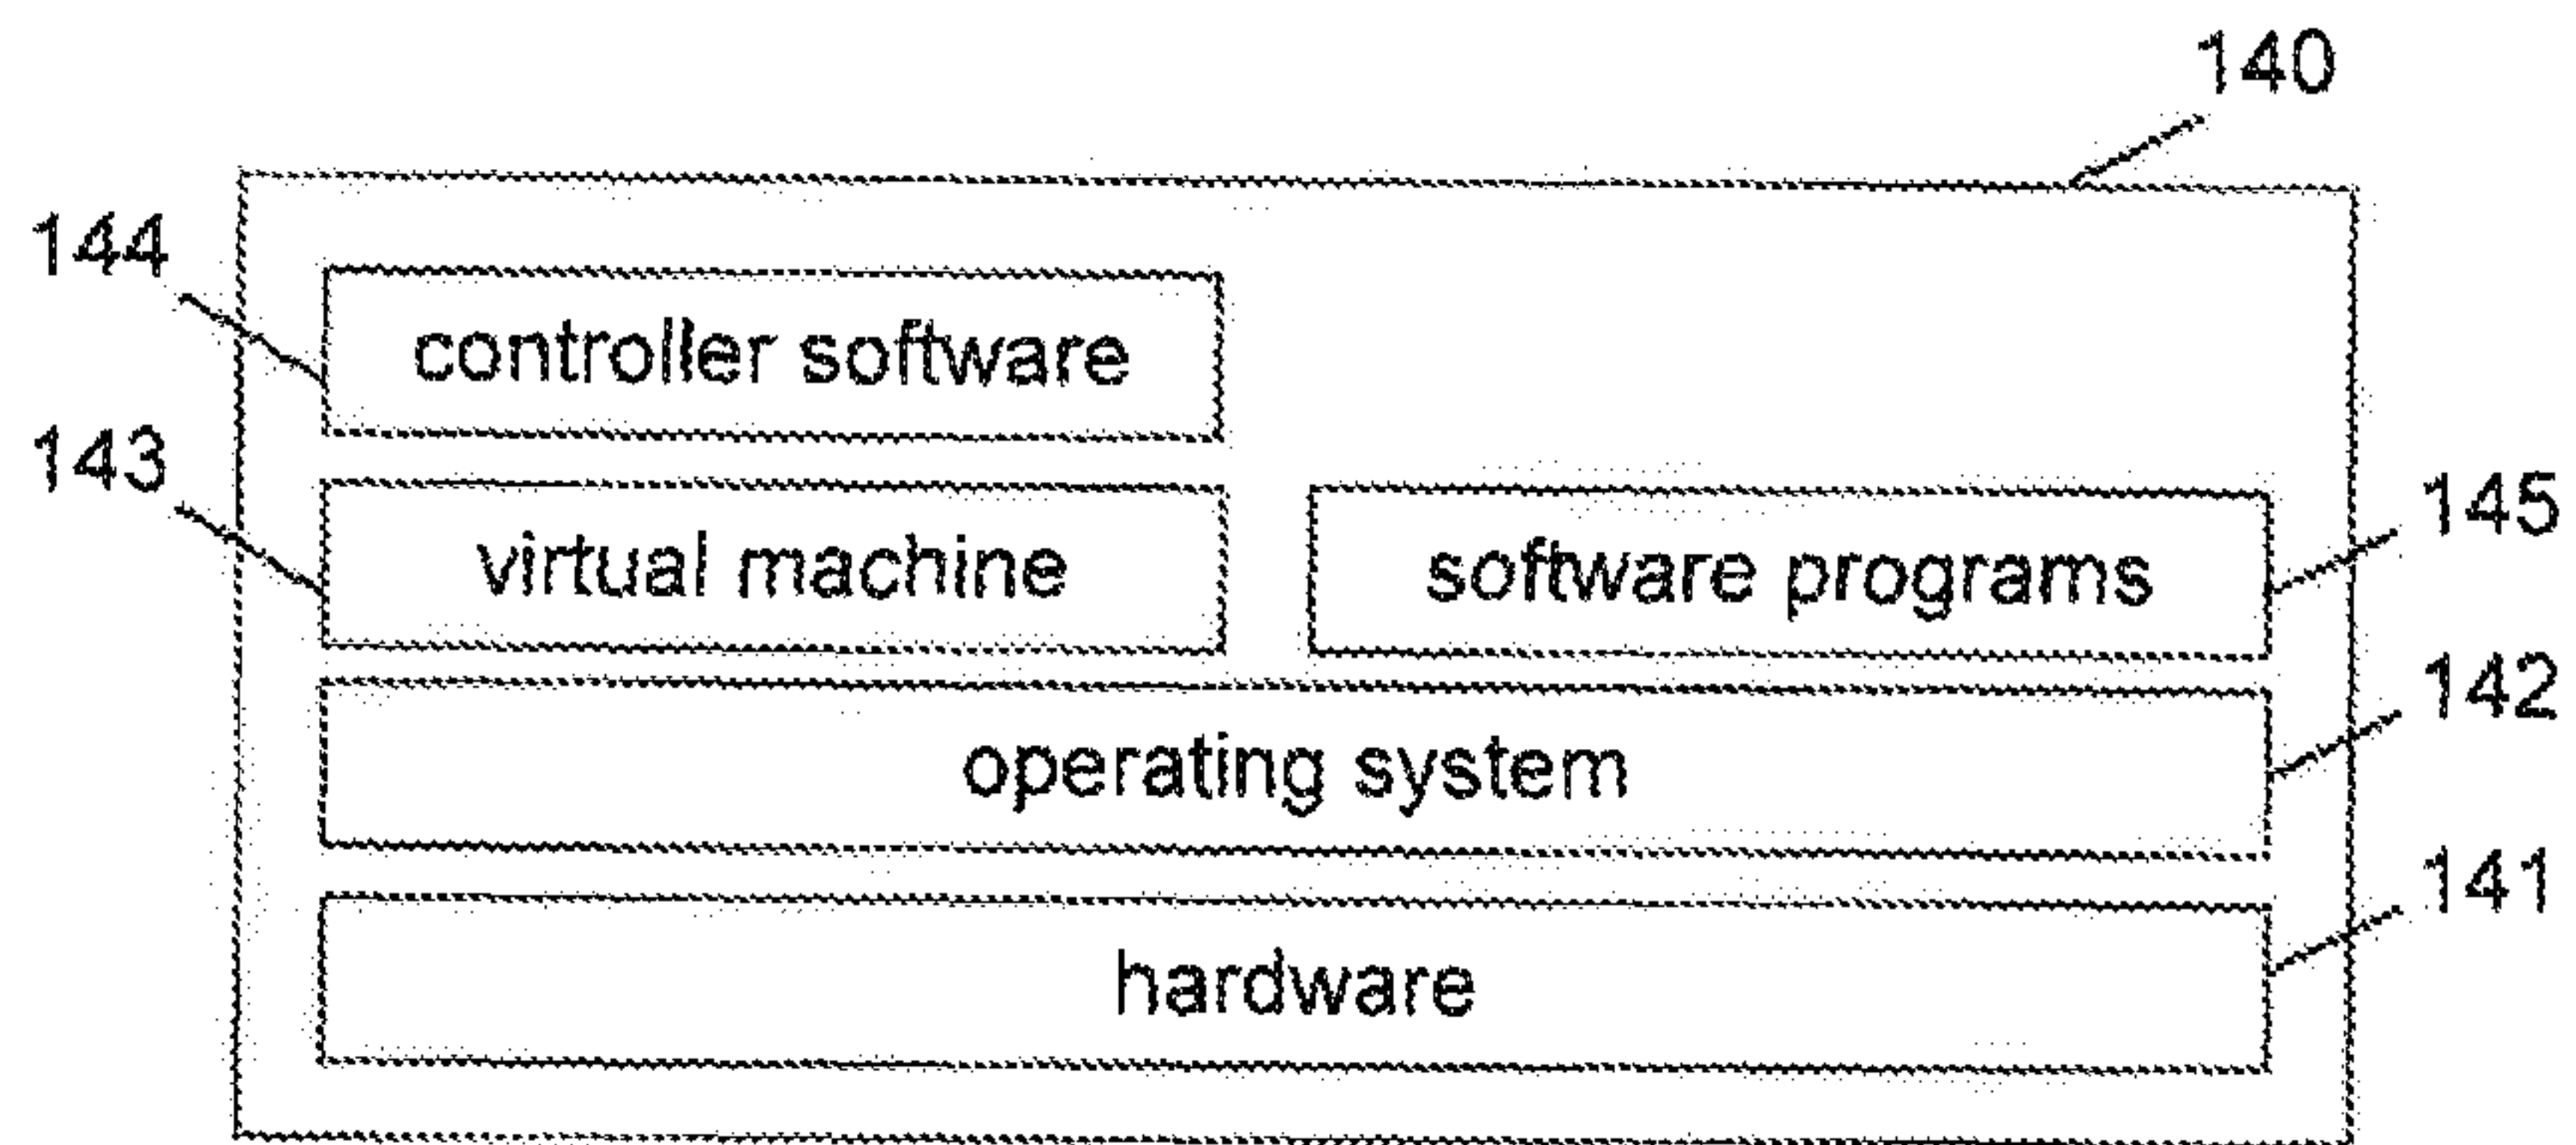 140
144
controller software
143
virtual machine
software programs
145
operating system
142
hardware
141